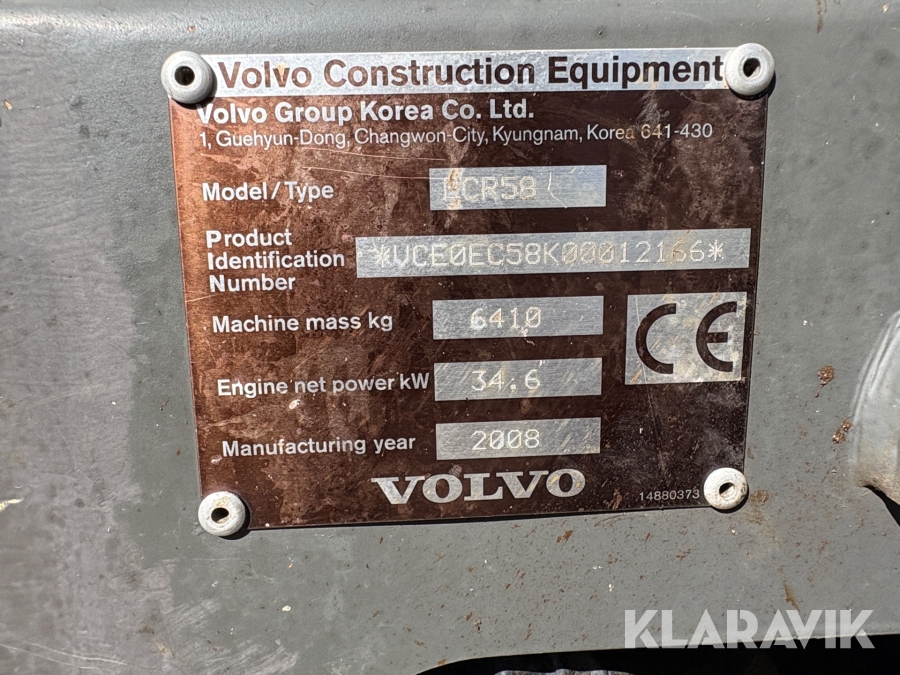 Volvo Construction Equipment
Volvo Group Korea Co. Ltd.
1, Guehyun-Dong, Changwon-City, Kyungnam, Korea 641-430
Model/Type ECR58
Product
Identification *VCE0EC58K00012166*
Number
Machine mass kg 6410
CE
Engine net power kW 34.6
Manufacturing year 2008
VOLVO
14880373
KLARAVIK